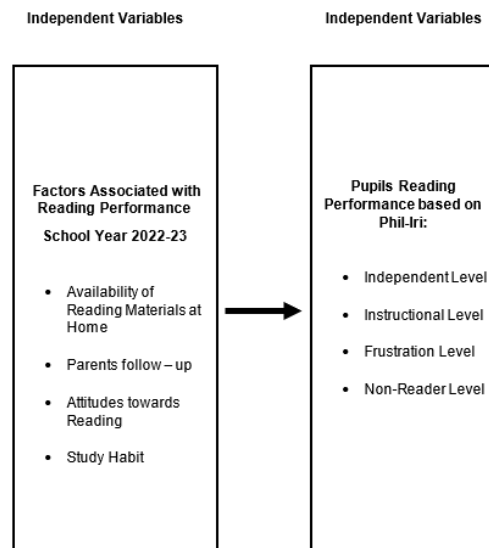 Independent Variables
Independent Variables
Factors Associated with
Reading Performance
School Year 2022-23
• Availability of
Reading Materials at
Home
• Parents follow – up
• Attitudes towards
Reading
• Study Habit
Pupils Reading
Performance based on
Phil-Iri:
• Independent Level
• Instructional Level
• Frustration Level
• Non-Reader Level